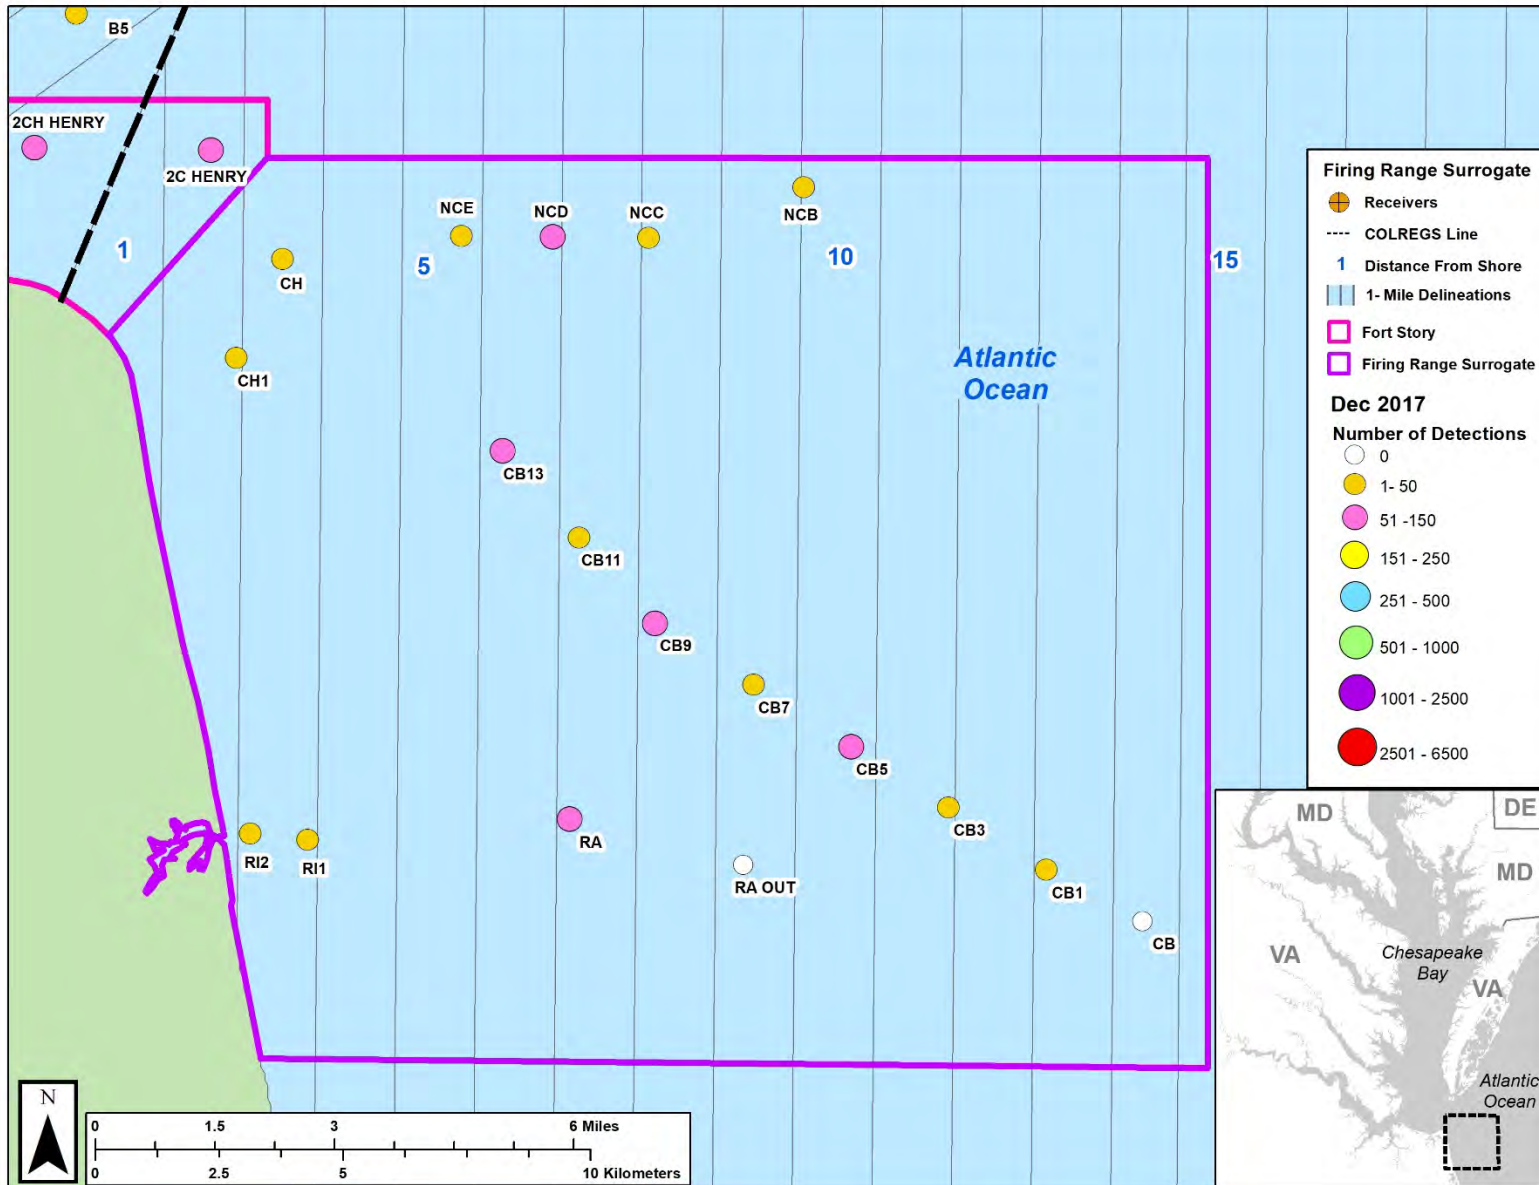 B5
2CH HENRY
2C HENRY
NCE
NCD
NCC
NCB
1
CH
5
10
15
CH1
Atlantic
Ocean
CB13
CB11
CB9
CB7
CB5
CB3
RA
RI2
RI1
RA OUT
CB1
CB
N
0 1.5 3 6 Miles
0 2.5 5 10 Kilometers
Firing Range Surrogate
Receivers
COLREGS Line
1 Distance From Shore
1- Mile Delineations
Fort Story
Firing Range Surrogate
Dec 2017
Number of Detections
0
1- 50
51 -150
151 - 250
251 - 500
501 - 1000
1001 - 2500
2501 - 6500
MD
DE
MD
VA
Chesapeake
Bay
VA
Atlantic
Ocean